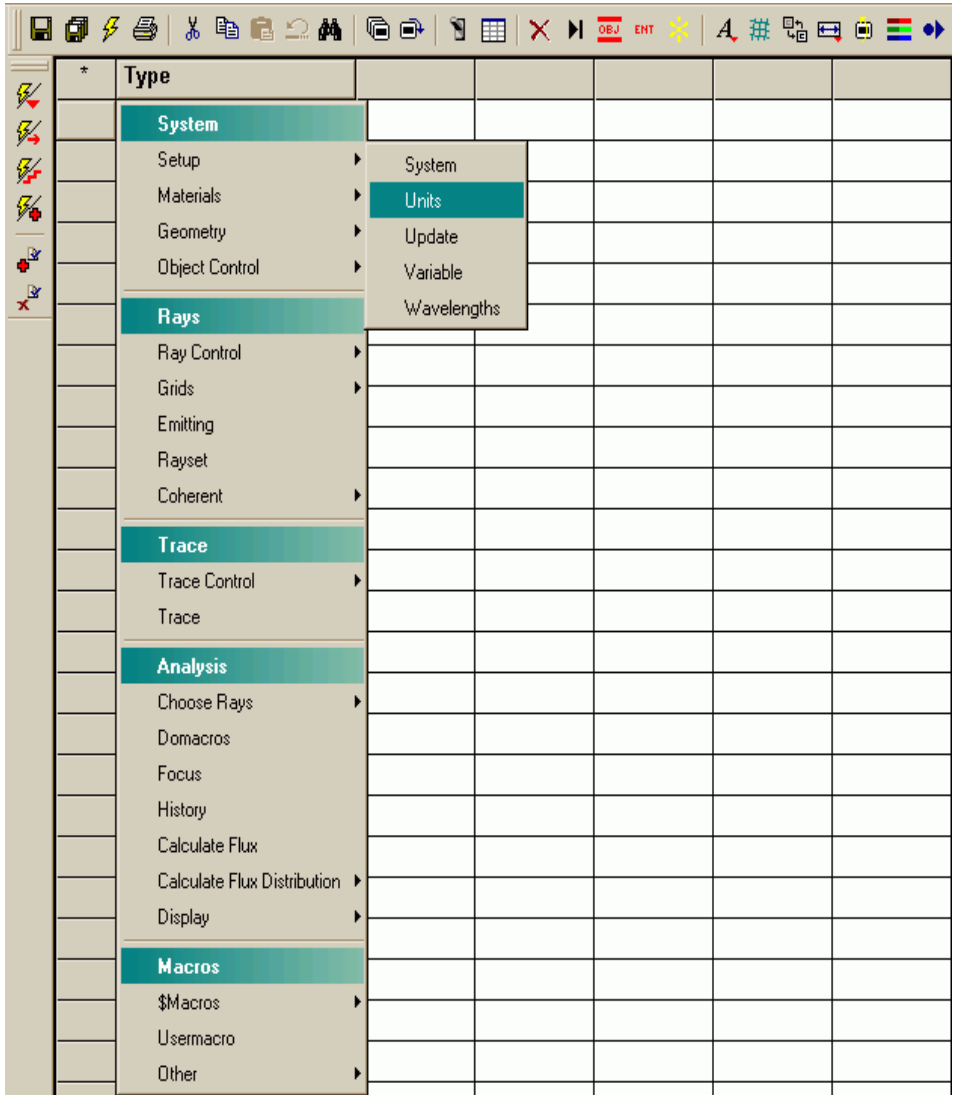 OBJ ENT A
* Type
System
Setup
Materials
Geometry
Object Control
System
Units
Update
Variable
Wavelengths
Rays
Ray Control
Grids
Emitting
Rayset
Coherent
Trace
Trace Control
Trace
Analysis
Choose Rays
Domacros
Focus
History
Calculate Flux
Calculate Flux Distribution
Display
Macros
$Macros
Usermacro
Other